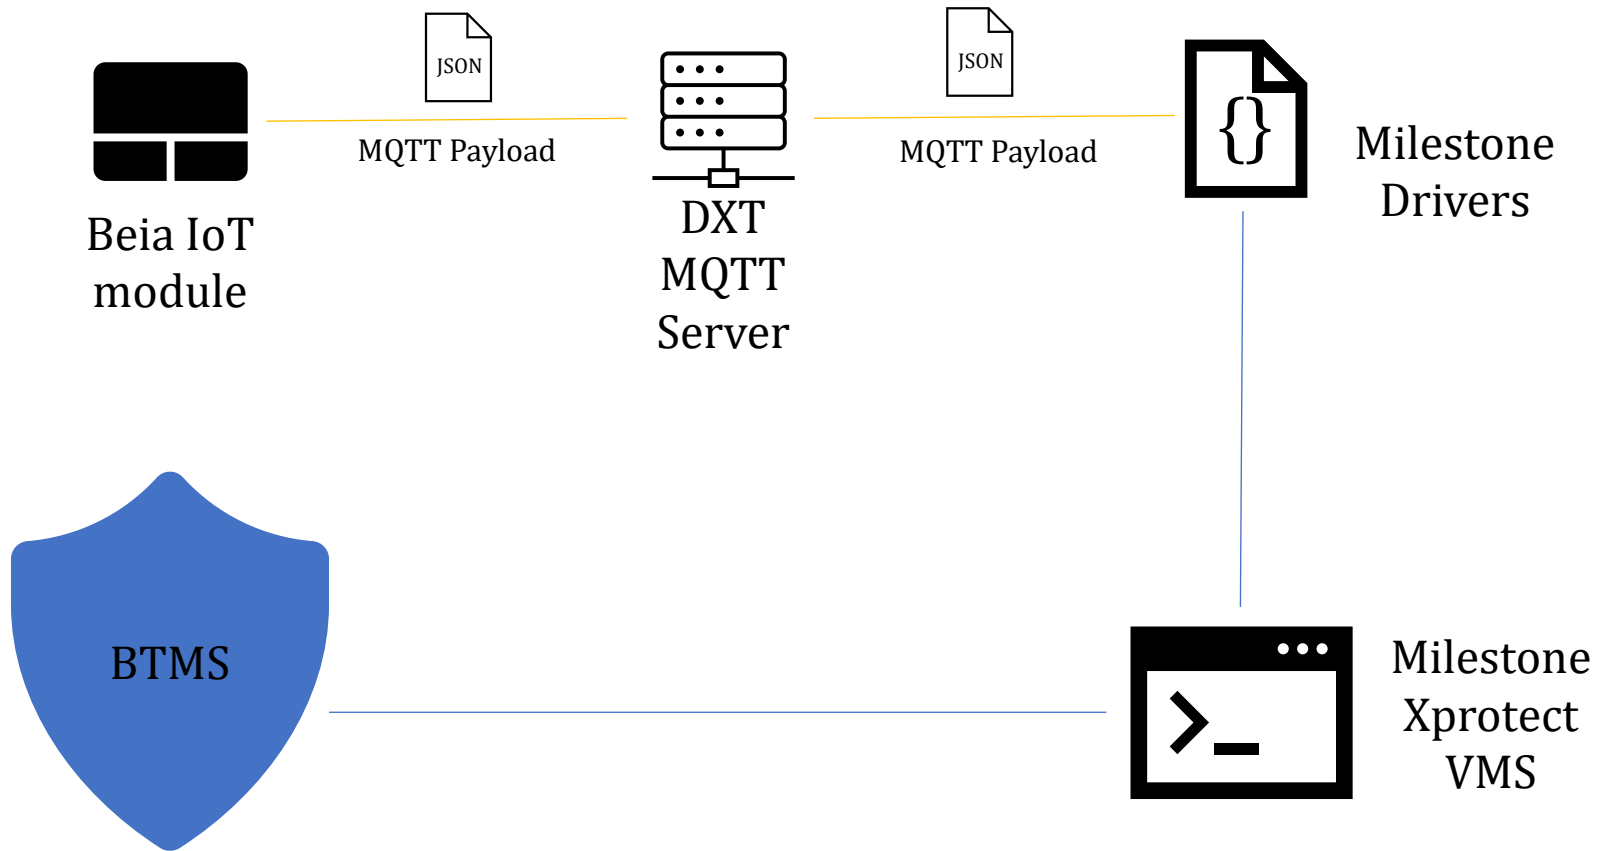 JSON
JSON
MQTT Payload
MQTT Payload
{}
Milestone
Drivers
Beia IoT
module
DXT
MQTT
Server
BTMS
>_
Milestone
Xprotect
VMS